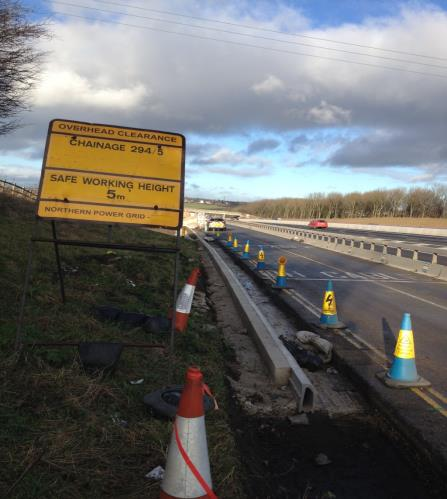 OVERHEAD CLEARANCE
CHAINAGE 294/5
SAFE WORKING HEIGHT
5m
NORTHERN POWER GRID